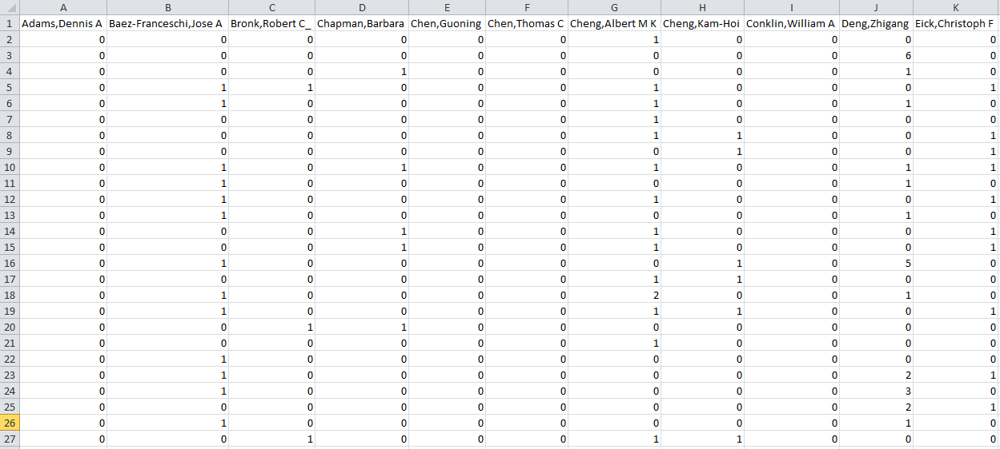 A B C D E F G H I J K
1 Adams,Dennis A Baez-Franceschi,Jose A Bronk,Robert C_ Chapman,Barbara Chen,Guoning Chen,Thomas C Cheng,Albert M K Cheng,Kam-Hoi Conklin,William A Deng,Zhigang Eick,Christoph F
2 0 0 0 0 0 0 1 0 0 0 0
3 0 0 0 0 0 0 0 0 0 6 0
4 0 0 0 1 0 0 0 0 0 1 0
5 0 1 1 0 0 0 1 0 0 0 1
6 0 1 0 0 0 0 1 0 0 1 0
7 0 0 0 0 0 0 1 0 0 0 0
8 0 0 0 0 0 0 1 1 0 0 1
9 0 0 0 0 0 0 0 1 0 0 1
10 0 1 0 1 0 0 1 0 0 1 1
11 0 1 0 0 0 0 0 0 0 1 0
12 0 1 0 0 0 0 1 0 0 0 1
13 0 1 0 0 0 0 0 0 0 1 0
14 0 0 0 1 0 0 1 0 0 0 1
15 0 0 0 1 0 0 1 0 0 0 1
16 0 1 0 0 0 0 0 1 0 5 0
17 0 0 0 0 0 0 1 1 0 0 0
18 0 1 0 0 0 0 2 0 0 1 0
19 0 1 0 0 0 0 1 1 0 0 1
20 0 0 1 1 0 0 0 0 0 0 0
21 0 0 0 0 0 0 1 0 0 0 0
22 0 1 0 0 0 0 0 0 0 0 0
23 0 1 0 0 0 0 0 0 0 2 1
24 0 1 0 0 0 0 0 0 0 3 0
25 0 0 0 0 0 0 0 0 0 2 1
26 0 1 0 0 0 0 0 0 0 1 0
27 0 0 1 0 0 0 1 1 0 0 0